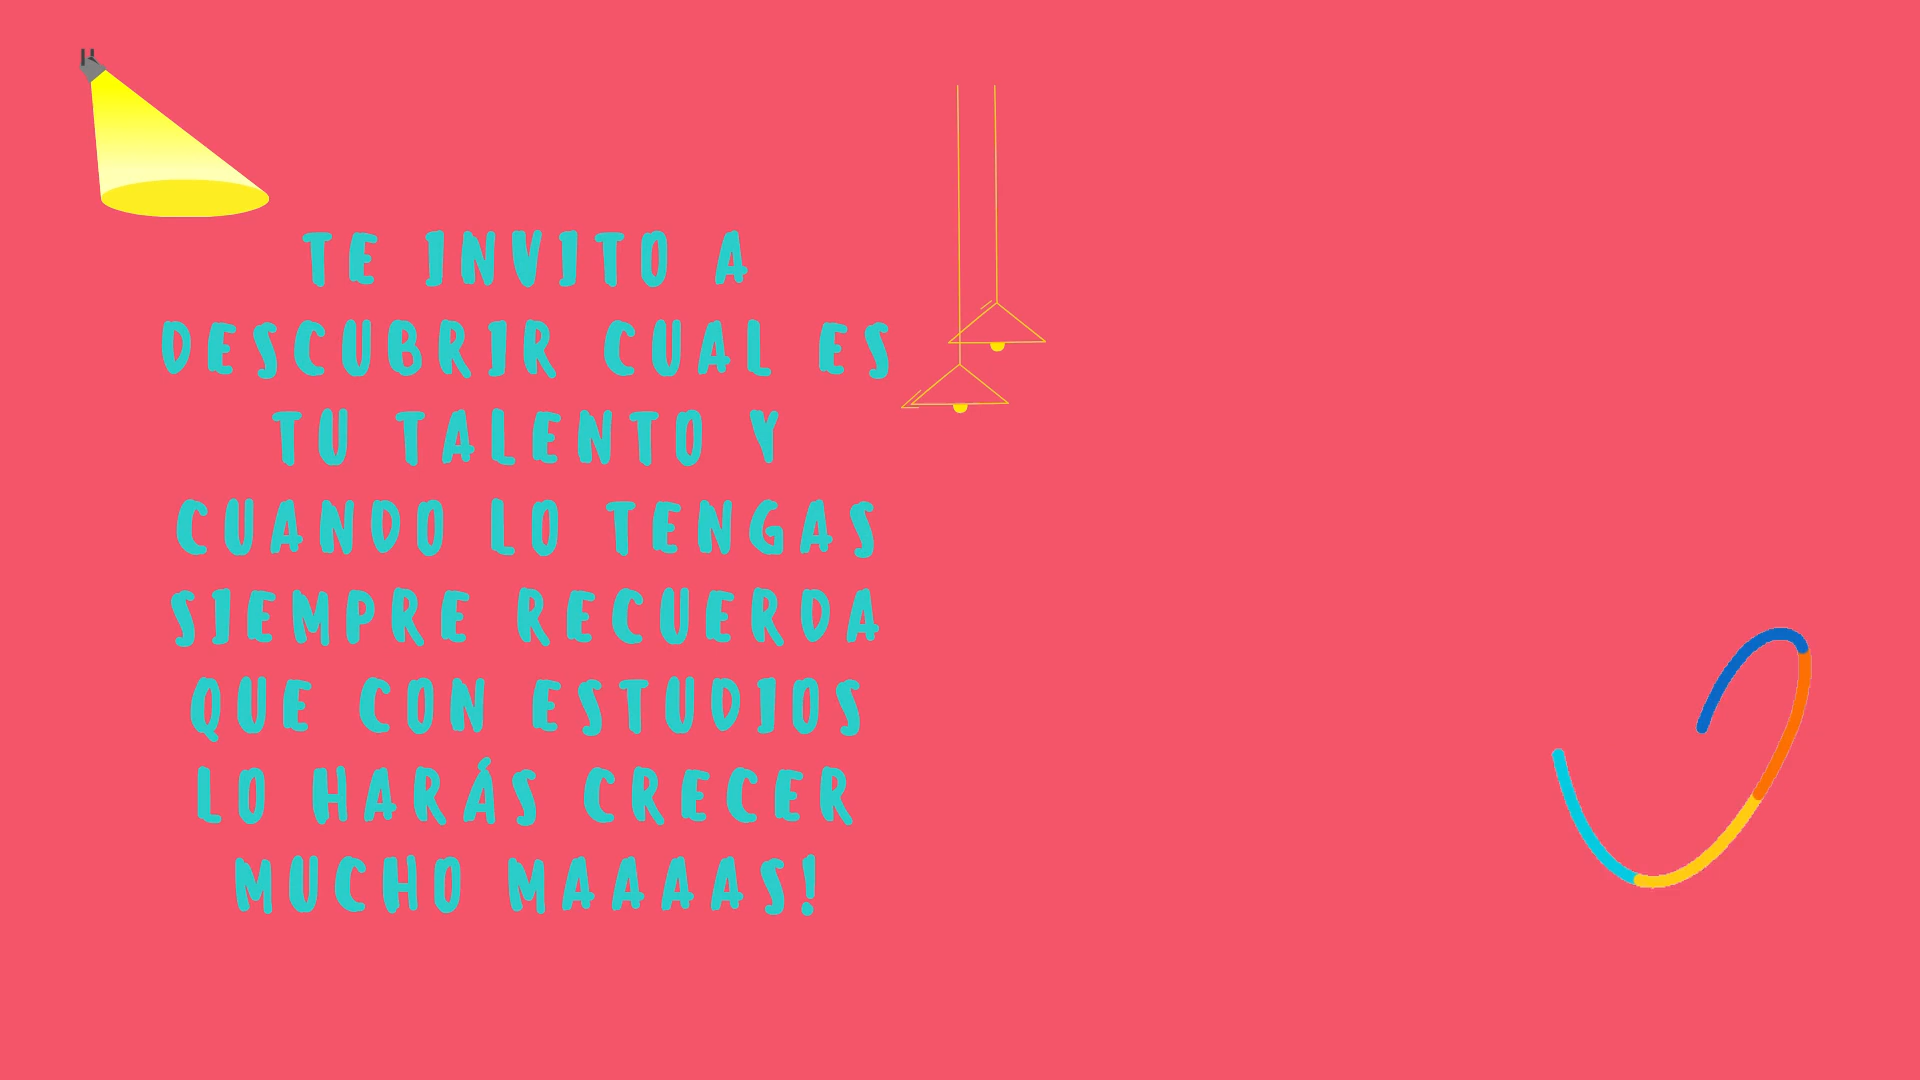 TE INVITO A
DESCUBRIR CUAL ES
TU TALENTO Y
CUANDO LO TENGAS
SIEMPRE RECUERDA
QUE CON ESTUDIOS
LO HARÁS CRECER
MUCHO MAAAAS!